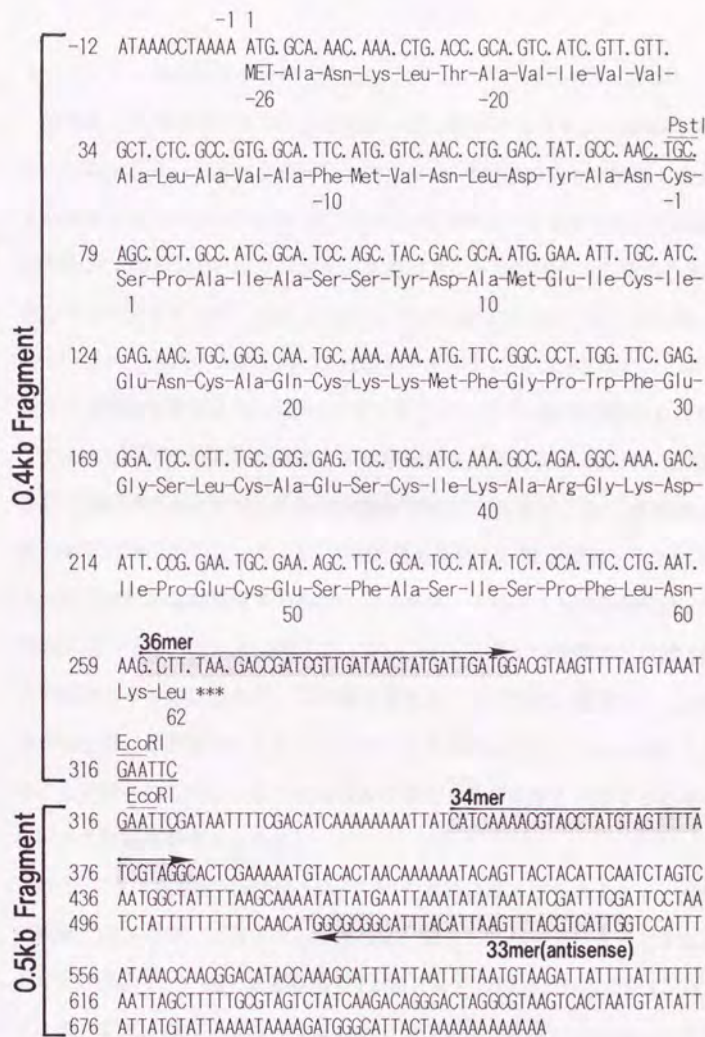 -1 1
-12 ATAAACCTAAAA ATG. GCA. AAC. AAA. CTG. ACC. GCA. GTC. ATC. GTT. GTT.
MET-Ala-Asn-Lys-Leu-Thr-Ala-Val-Ile-Val-Val-
-26 -20
PstI
34 GCT. CTC. GCC. GTG. GCA. TTC. ATG. GTC. AAC. CTG. GAC. TAT. GCC. AAC. TGC.
Ala-Leu-Ala-Val-Ala-Phe-Met-Val-Asn-Leu-Asp-Tyr-Ala-Asn-Cys-
-10 -1
79 AGC. CCT. GCC. ATC. GCA. TCC. AGC. TAC. GAC. GCA. ATG. GAA. ATT. TGC. ATC.
Ser-Pro-Ala-Ile-Ala-Ser-Ser-Tyr-Asp-Ala-Met-Glu-Ile-Cys-Ile-
1 10
124 GAG. AAC. TGC. GCG. CAA. TGC. AAA. AAA. ATG. TTC. GGC. CCT. TGG. TTC. GAG.
Glu-Asn-Cys-Ala-Gln-Cys-Lys-Lys-Met-Phe-Gly-Pro-Trp-Phe-Glu-
20 30
0.4kb Fragment
169 GGA. TCC. CTT. TGC. GCG. GAG. TCC. TGC. ATC. AAA. GCC. AGA. GGC. AAA. GAC.
Gly-Ser-Leu-Cys-Ala-Glu-Ser-Cys-Ile-Lys-Ala-Arg-Gly-Lys-Asp-
40
214 ATT. CCG. GAA. TGC. GAA. AGC. TTC. GCA. TCC. ATA. TCT. CCA. TTC. CTG. AAT.
Ile-Pro-Glu-Cys-Glu-Ser-Phe-Ala-Ser-Ile-Ser-Pro-Phe-Leu-Asn-
50 60
36mer
259 AAG. CTT. TAA. GACCGATCGTTGATAACTATGATTGATGGACGTAAGTTTTATGTAAAT
Lys-Leu ***
62
EcoRI
316 GAATTC
EcoRI 34mer
316 GAATTCGATAATTTTCGACATCAAAAAAAATTATCATCAAAACGTACCTATGTAGTTTTA
376 TCGTAGGCACTCGAAAAATGTACACTAACAAAAAATACAGTTACTACATTCAATCTAGTC
436 AATGGCTATTTTAAGCAAAATATTATGAATTAAATATATAATATCGATTTCGATTCCTAA
496 TCTATTTTTTTTTTCAACATGGCGCGGCATTTACATTAAGTTTACTACGTCATTGGTCCATTT
33mer(antisense)
0.5kb Fragment
556 ATAAACCAACGGACATACCAAAGCATTTATTAATTTTAATGTAAGATTATTTTATTTTTT
616 AATTAGCTTTTTGCGTAGTCTATCAAGACAGGGACTAGGCGTAAGTCACTAATGTATATT
676 ATTATGTATTAAAATAAAAGATGGGCATTACTAAAAAAAAAAAA